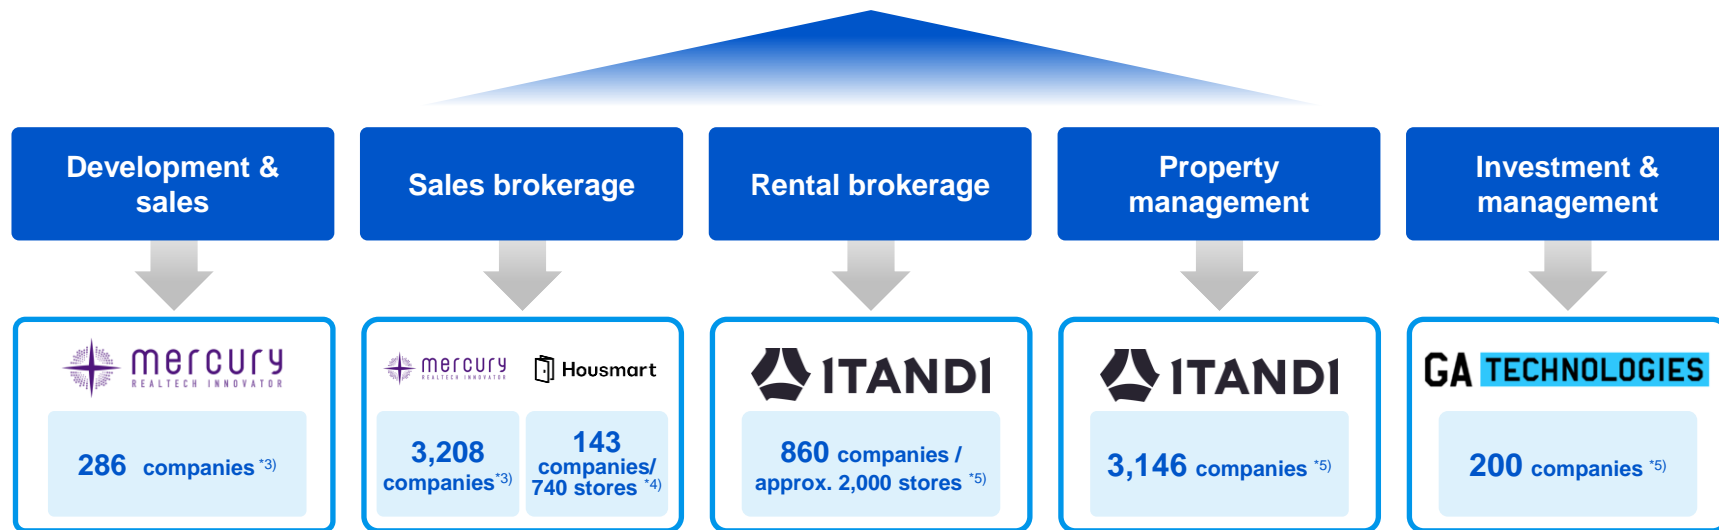 Development &
sales
Sales brokerage
Rental brokerage
Property
management
Investment &
management
mercury
REALTECH INNOVATOR
286 companies *3)
mercury
REALTECH INNOVATOR
Housmart
3,208
companies*3)
143
companies/
740 stores *4)
ITANDI
860 companies /
approx. 2,000 stores *5)
ITANDI
3,146 companies *5)
GA TECHNOLOGIES
200 companies *5)